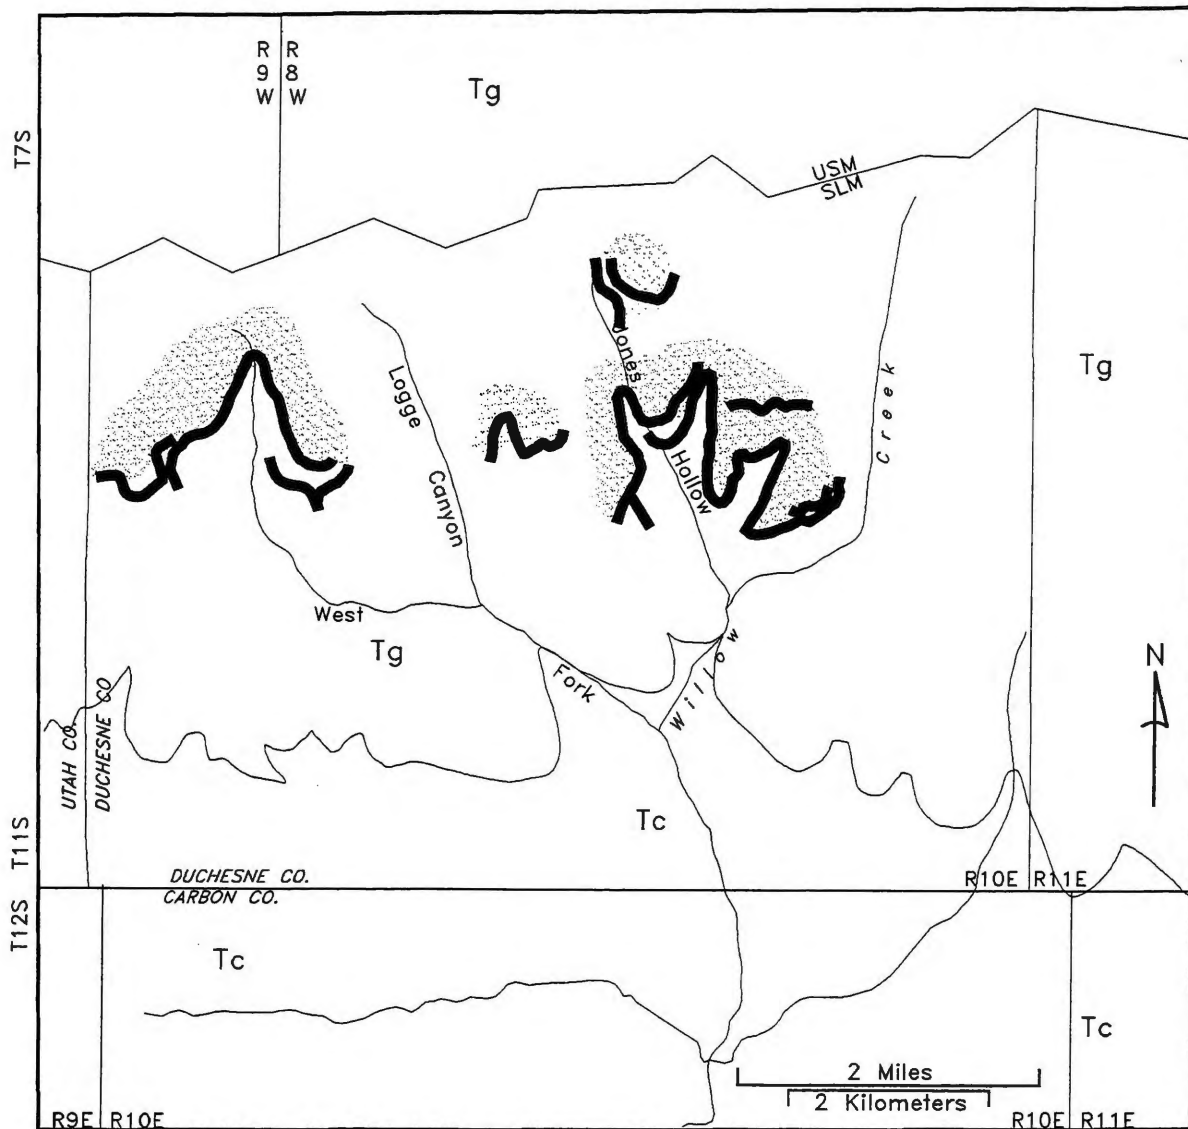 R R
9 8
W W
Tg
T7S
USM
SLM
Jones
Hollow
Logge
Canyon
Creek
Tg
West
Fork
Willow
Tg
N
UTAH CO.
DUCHESNE CO
Tc
T11S
DUCHESNE CO.
CARBON CO.
R10E R11E
T12S
Tc
Tc
2 Miles
2 Kilometers
R9E R10E
R10E R11E